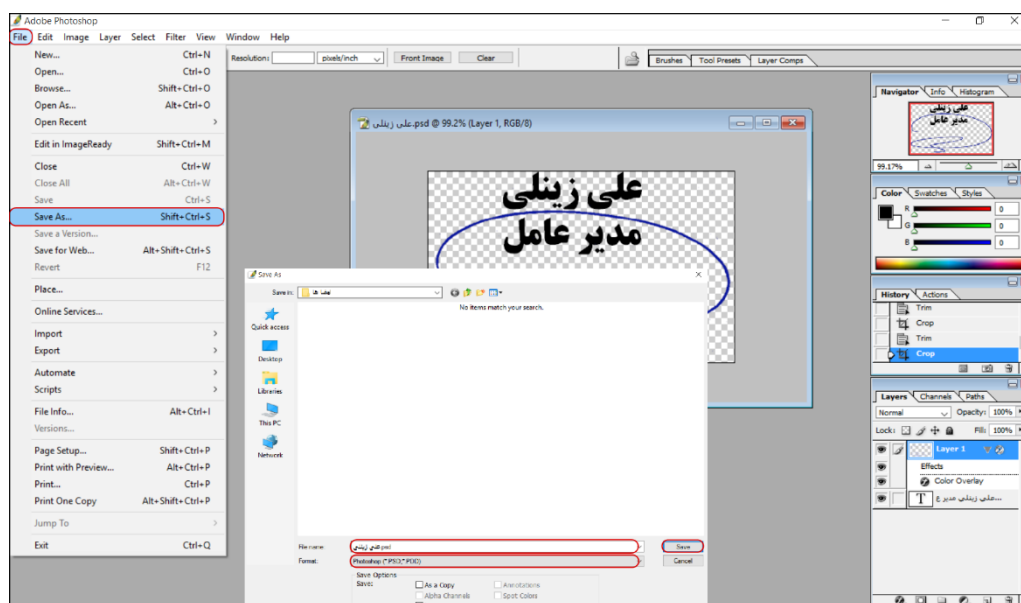 Adobe Photoshop
File Edit Image Layer Select Filter View Window Help
New... Ctrl+N
Open... Ctrl+O
Browse... Shift+Ctrl+O
Open As... Alt+Ctrl+O
Open Recent
Edit in ImageReady Shift+Ctrl+M
Close Ctrl+W
Close All Alt+Ctrl+W
Save Ctrl+S
Save As... Shift+Ctrl+S
Save a Version...
Save for Web... Alt+Shift+Ctrl+S
Revert F12
Place...
Online Services...
Import
Export
Automate
Scripts
File Info... Alt+Ctrl+I
Versions...
Page Setup... Shift+Ctrl+P
Print with Preview... Alt+Ctrl+P
Print... Ctrl+P
Print One Copy Alt+Shift+Ctrl+P
Jump To
Exit Ctrl+Q
Resolution: pixels/inch Front Image Clear
Brushes Tool Presets Layer Comps
علی زینلی.psd @ 99.2% (Layer 1, RGB/8)
علی زینلی
مدیر عامل
Save As
Save in:
No items match your search.
Quick access
Desktop
Libraries
This PC
Network
File name: علی زینلی.psd Save
Format: Photoshop (*.PSD;*.PDD) Cancel
Save Options
Save: As a Copy Annotations
Alpha Channels Spot Colors
Navigator Info Histogram
علی زینلی
مدیر عامل
99.17%
Color Swatches Styles
R 0
G 0
B 0
History Actions
Trim
Crop
Trim
Crop
Layers Channels Paths
Normal Opacity: 100%
Lock: Fill: 100%
Layer 1
Effects
Color Overlay
T علی زینلی مدیر ع...